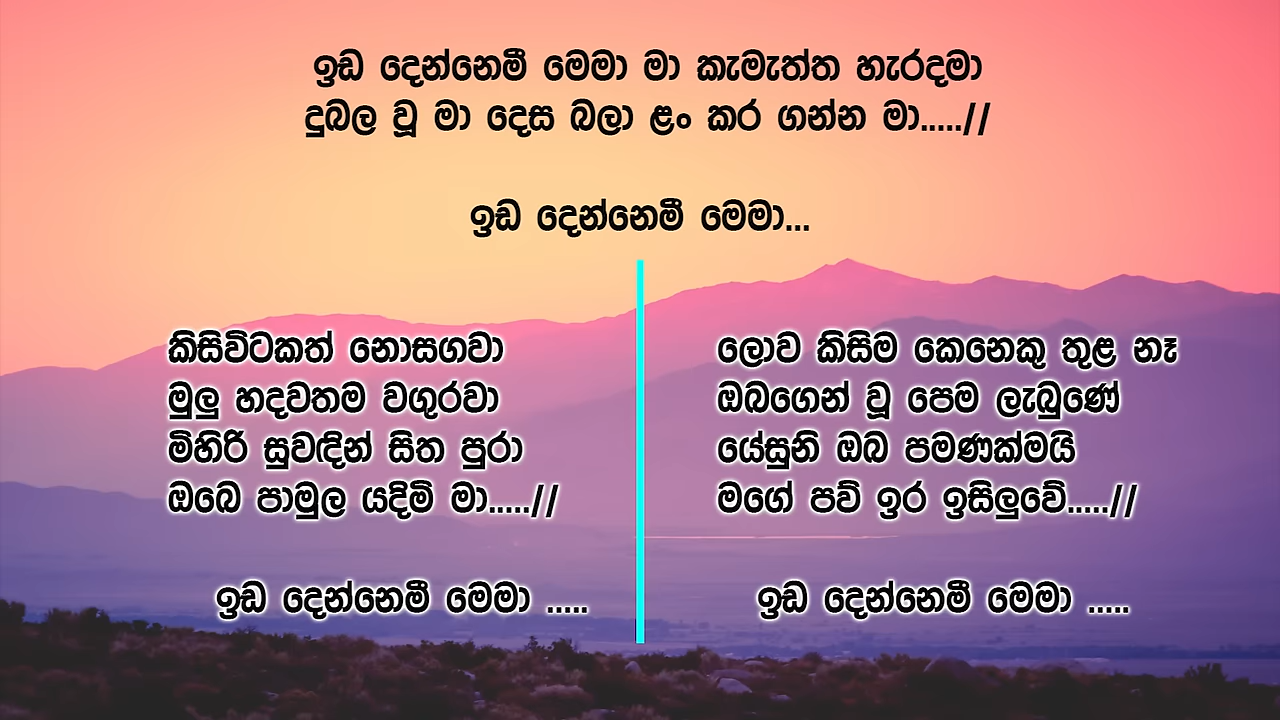 ඉඩ දෙන්නෙමී මෙමා මා කැමැත්ත හැරදමා
දුබල වූ මා දෙස බලා ළං කර ගන්න මා.....//
ඉඩ දෙන්නෙමී මෙමා...
කිසිවිටකත් නොසගවා
මුලු හදවතම වගුරවා
මිහිරි සුවඳින් සිත පුරා
ඔබෙ පාමුල යදිමි මා.....//
ඉඩ දෙන්නෙමී මෙමා .....
ලොව කිසිම කෙනෙකු තුළ නෑ
ඔබගෙන් වූ පෙම ලැබුණේ
යේසුනි ඔබ පමණක්මයි
මගේ පව් ඉර ඉසිලුවේ.....//
ඉඩ දෙන්නෙමී මෙමා .....